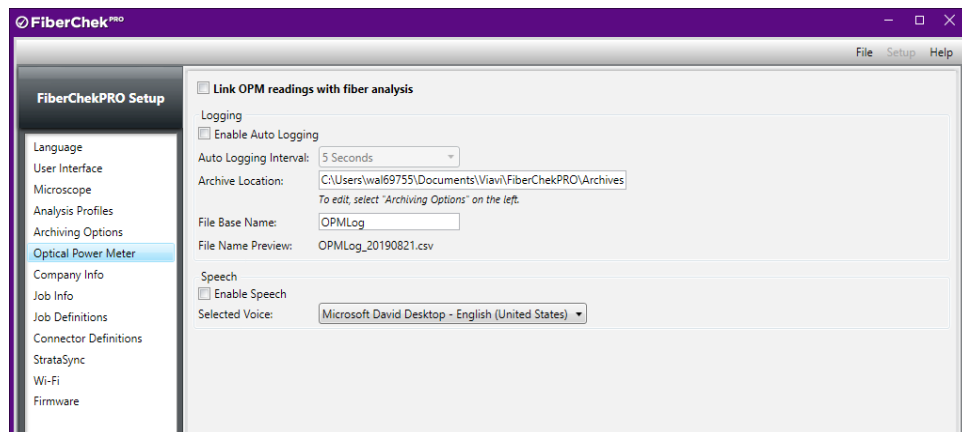 FiberChek PRO
File Setup Help
FiberChekPRO Setup
Language
User Interface
Microscope
Analysis Profiles
Archiving Options
Optical Power Meter
Company Info
Job Info
Job Definitions
Connector Definitions
StrataSync
Wi-Fi
Firmware
Link OPM readings with fiber analysis
Logging
Enable Auto Logging
Auto Logging Interval: 5 Seconds
Archive Location: C:\Users\wal69755\Documents\Viavi\FiberChekPRO\Archives
To edit, select "Archiving Options" on the left.
File Base Name: OPMLog
File Name Preview: OPMLog_20190821.csv
Speech
Enable Speech
Selected Voice: Microsoft David Desktop - English (United States)